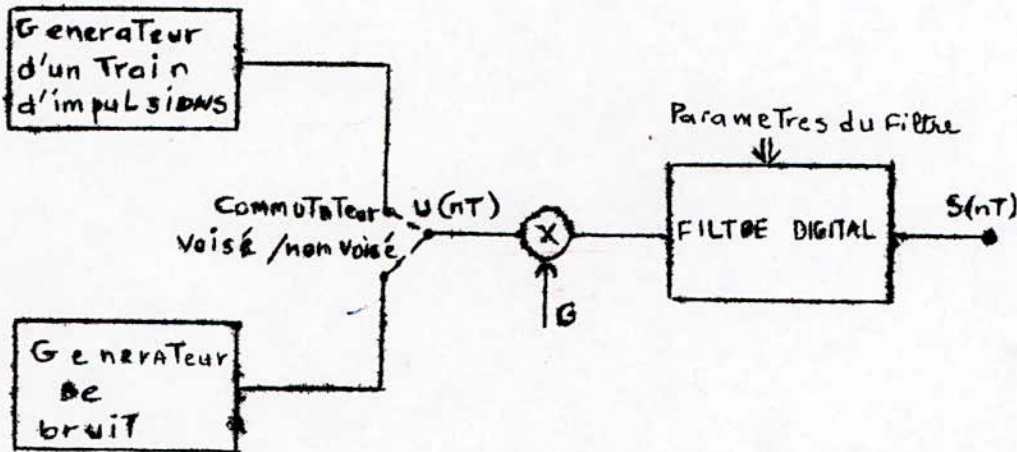 GeneraTeur
d'un Train
d'impuLsiONS
ParameTres du Filtre
CommuTaTeur
Voisé /non voisé
U(nT)
X
G
FILTRE DIGITAL
S(nT)
GenerATeur
De
bruiT